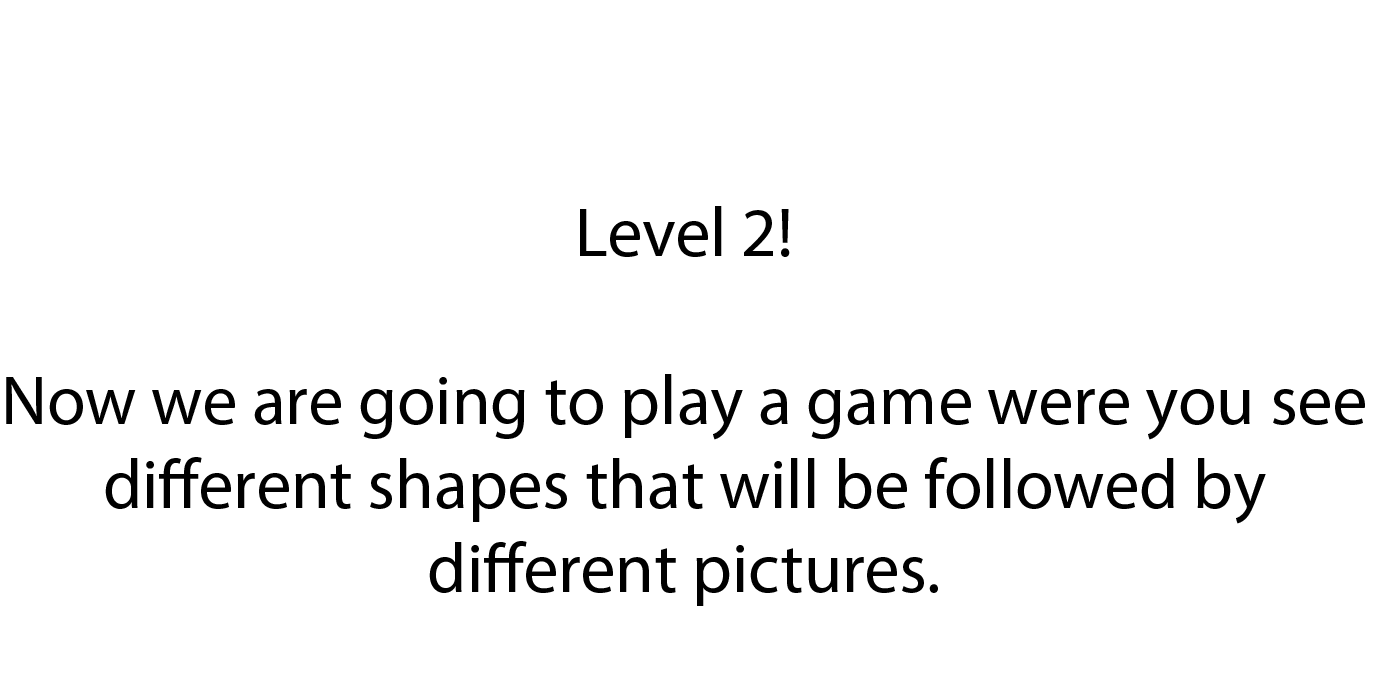 Level 2!
Now we are going to play a game were you see
different shapes that will be followed by
different pictures.